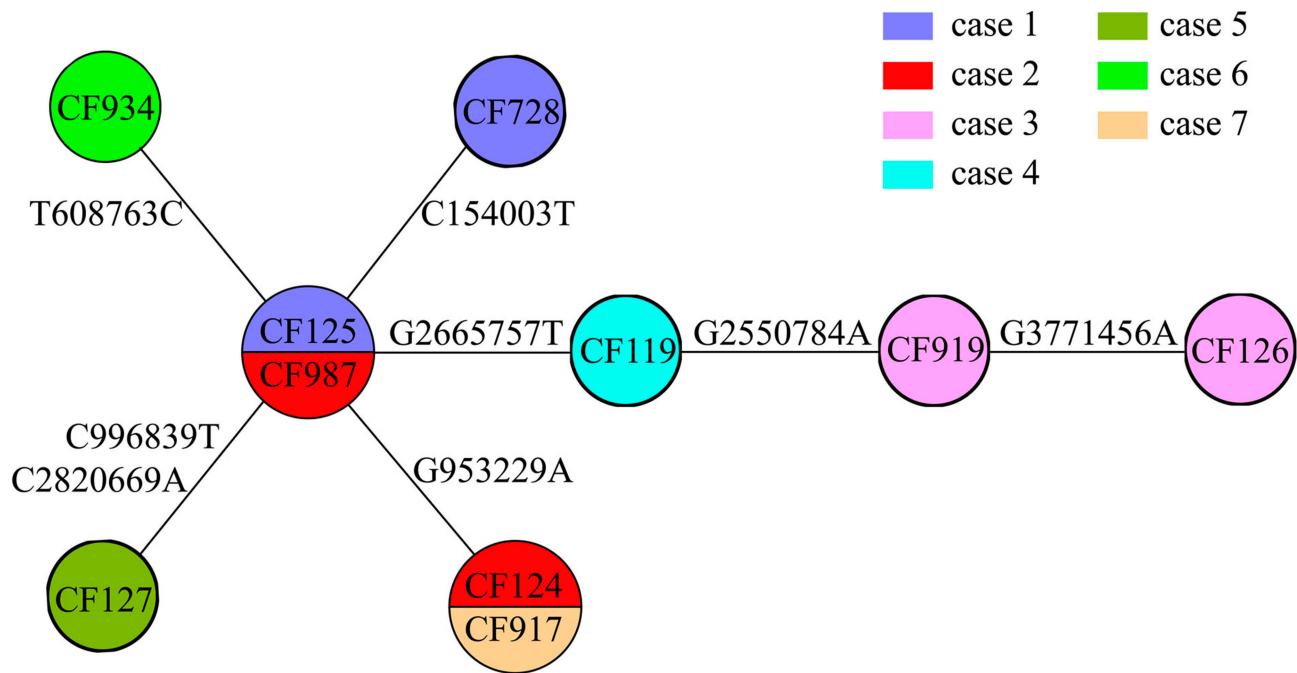 case 1
case 5
case 2
case 6
case 3
case 7
case 4
CF934
CF728
T608763C
C154003T
CF125
CF987
G2665757T
CF119
G2550784A
CF919
G3771456A
CF126
C996839T
C2820669A
G953229A
CF127
CF124
CF917